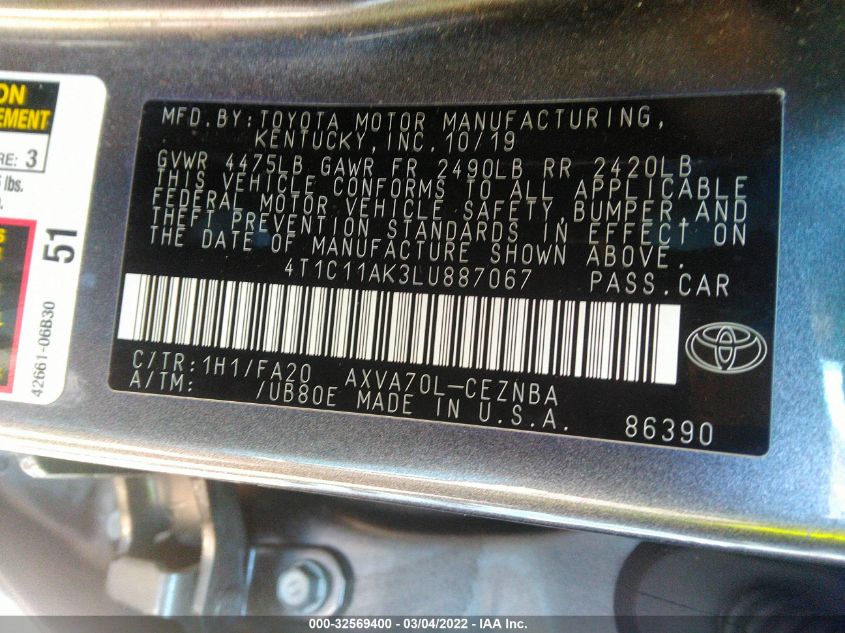 ON
EMENT
RE: 3
lbs.
51
42661-06B30
MFD.BY:TOYOTA MOTOR MANUFACTURING,
KENTUCKY, INC. 10/19
GVWR 4475LB GAWR FR 2490LB RR 2420LB
THIS VEHICLE CONFORMS TO ALL APPLICABLE
FEDERAL MOTOR VEHICLE SAFETY, BUMPER, AND
THEFT PREVENTION STANDARDS IN EFFECT ON
THE DATE OF MANUFACTURE SHOWN ABOVE.
4T1C11AK3LU887067 PASS.CAR
C/TR:1H1/FA20 AXVA70L-CEZNBA
A/TM: /UB80E MADE IN U.S.A.
86390
000-32569400 - 03/04/2022 - IAA Inc.